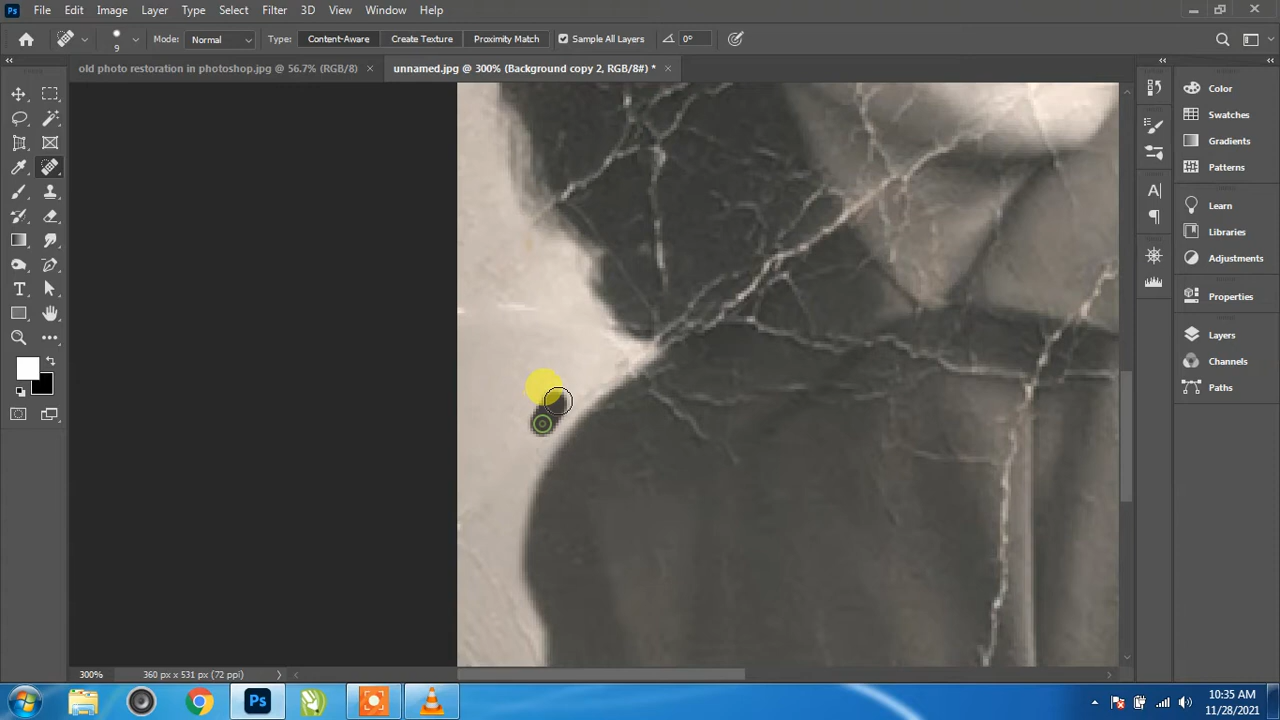 Ps File Edit Image Layer Type Select Filter 3D View Window Help
9 Mode: Normal Type: Content-Aware Create Texture Proximity Match Sample All Layers 0°
old photo restoration in photoshop.jpg @ 56.7% (RGB/8) × unnamed.jpg @ 300% (Background copy 2, RGB/8#) * ×
Color
Swatches
Gradients
Patterns
Learn
Libraries
Adjustments
Properties
Layers
Channels
Paths
300% 360 px x 531 px (72 ppi)
Ps
10:35 AM
11/28/2021